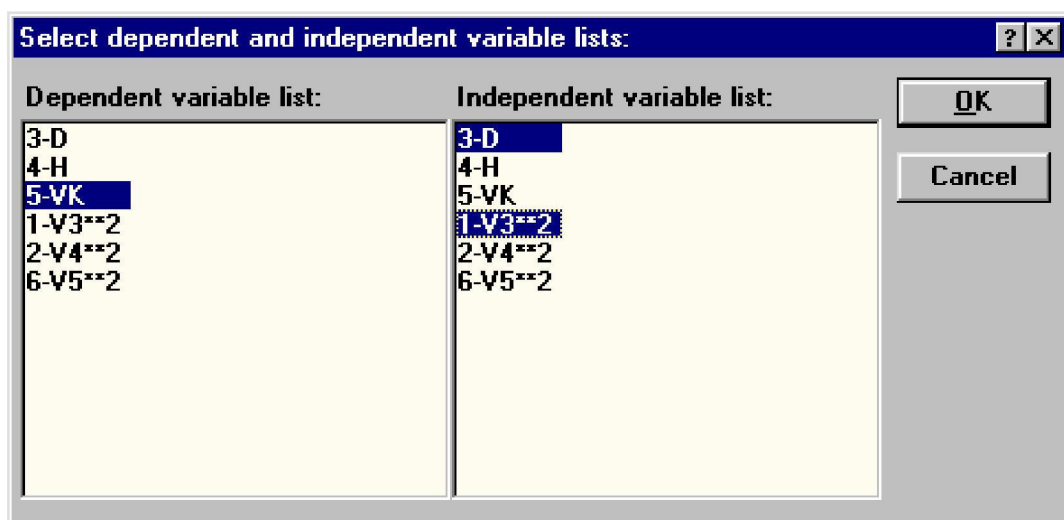 Select dependent and independent variable lists:
? X
Dependent variable list:
3-D
4-H
5-VK
1-V3**2
2-V4**2
6-V5**2
Independent variable list:
3-D
4-H
5-VK
1-V3**2
2-V4**2
6-V5**2
OK
Cancel